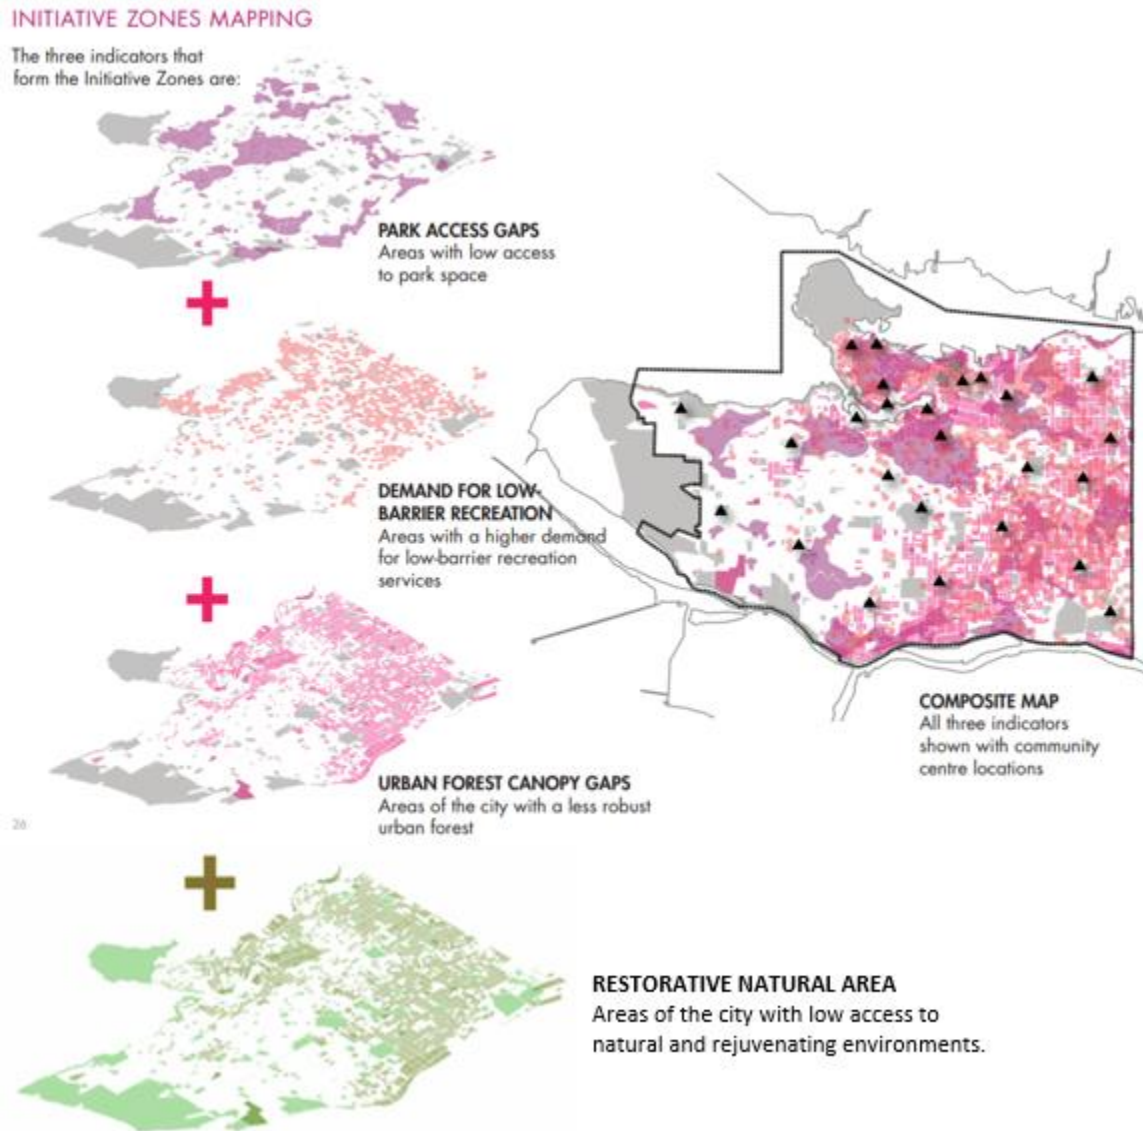 INITIATIVE ZONES MAPPING
The three indicators that
form the Initiative Zones are:
PARK ACCESS GAPS
Areas with low access
to park space
DEMAND FOR LOW-
BARRIER RECREATION
Areas with a higher demand
for low-barrier recreation
services
URBAN FOREST CANOPY GAPS
Areas of the city with a less robust
urban forest
COMPOSITE MAP
All three indicators
shown with community
centre locations
26
RESTORATIVE NATURAL AREA
Areas of the city with low access to
natural and rejuvenating environments.